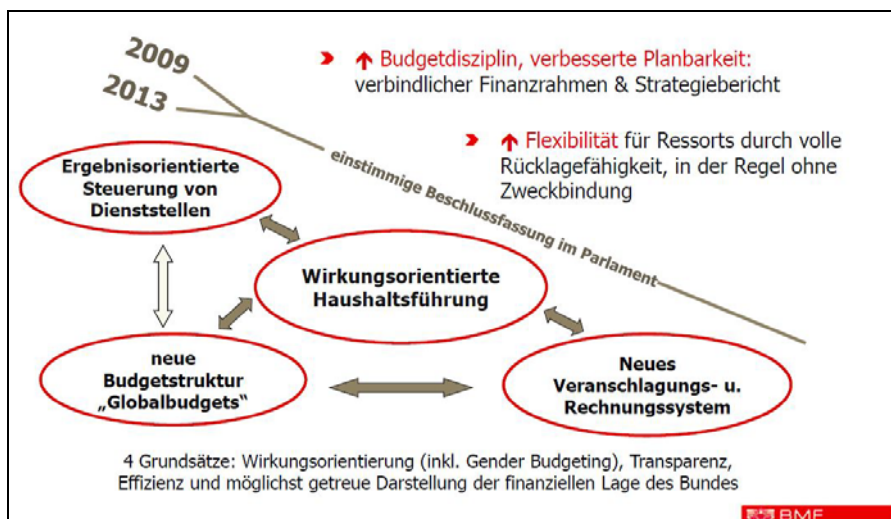 2009
2013
➤ ↑ Budgetdisziplin, verbesserte Planbarkeit:
verbindlicher Finanzrahmen & Strategiebericht
➤ ↑ Flexibilität für Ressorts durch volle
Rücklagefähigkeit, in der Regel ohne
Zweckbindung
einstimmige Beschlussfassung im Parlament
Ergebnisorientierte
Steuerung von
Dienststellen
Wirkungsorientierte
Haushaltsführung
neue
Budgetstruktur
„Globalbudgets“
Neues
Veranschlagungs- u.
Rechnungssystem
4 Grundsätze: Wirkungsorientierung (inkl. Gender Budgeting), Transparenz,
Effizienz und möglichst getreue Darstellung der finanziellen Lage des Bundes
BMF